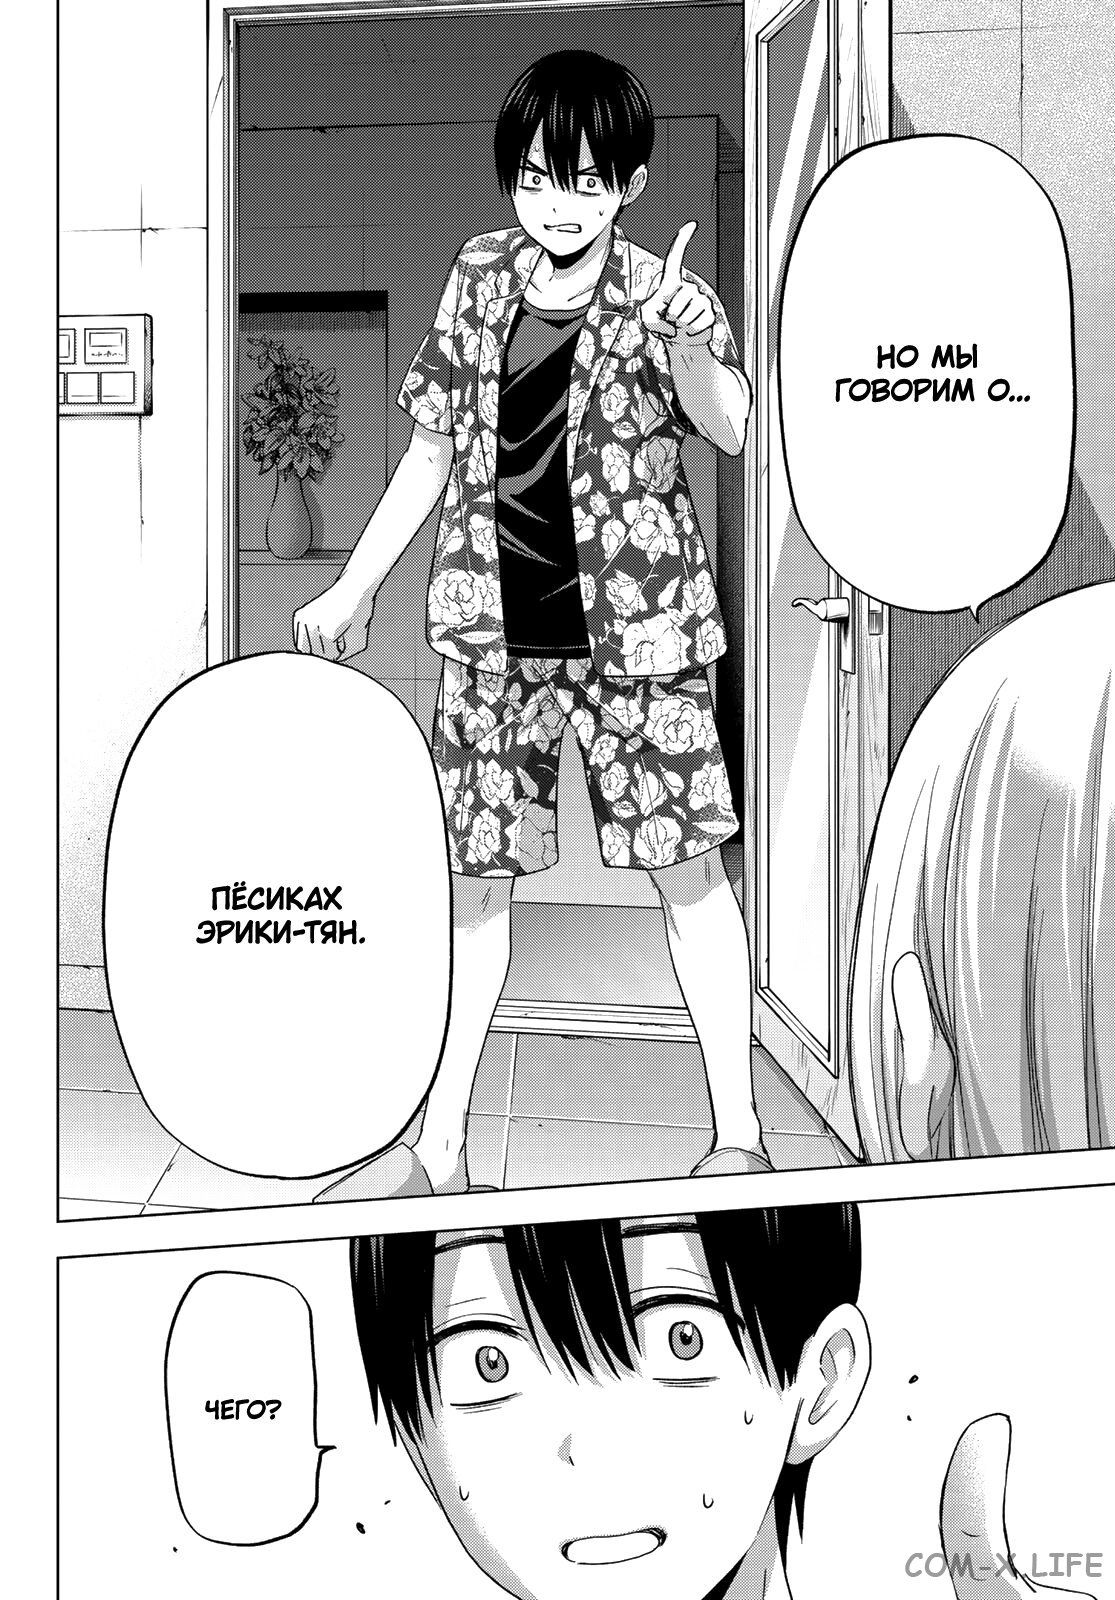 НО МЫ
ГОВОРИМ О...
ПЁСИКАХ
ЭРИКИ-ТЯН.
ЧЕГО?
COM-X.LIFE